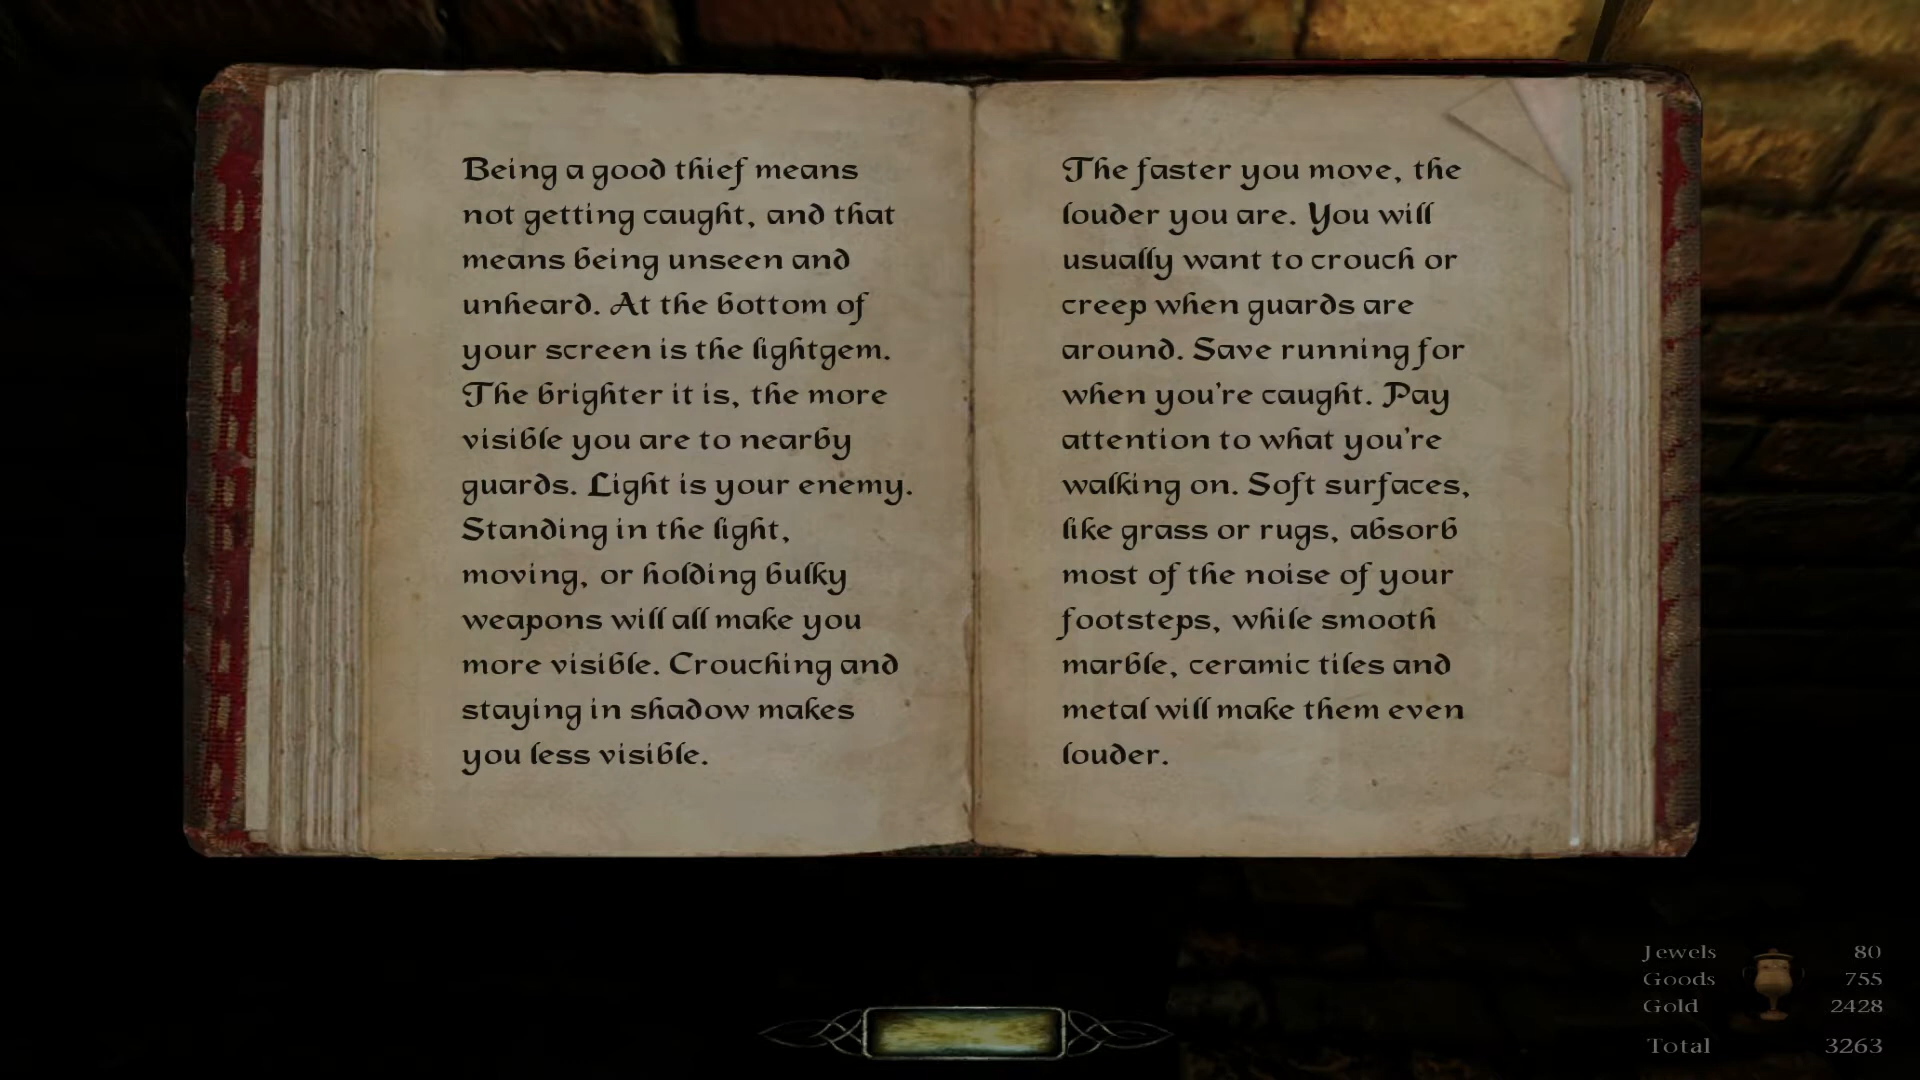 Being a good thief means
not getting caught, and that
means being unseen and
unheard. At the bottom of
your screen is the lightgem.
The brighter it is, the more
visible you are to nearby
guards. Light is your enemy.
Standing in the light,
moving, or holding bulky
weapons will all make you
more visible. Crouching and
staying in shadow makes
you less visible.
The faster you move, the
louder you are. You will
usually want to crouch or
creep when guards are
around. Save running for
when you're caught. Pay
attention to what you're
walking on. Soft surfaces,
like grass or rugs, absorb
most of the noise of your
footsteps, while smooth
marble, ceramic tiles and
metal will make them even
louder.
Jewels 80
Goods 755
Gold 2428
Total 3263